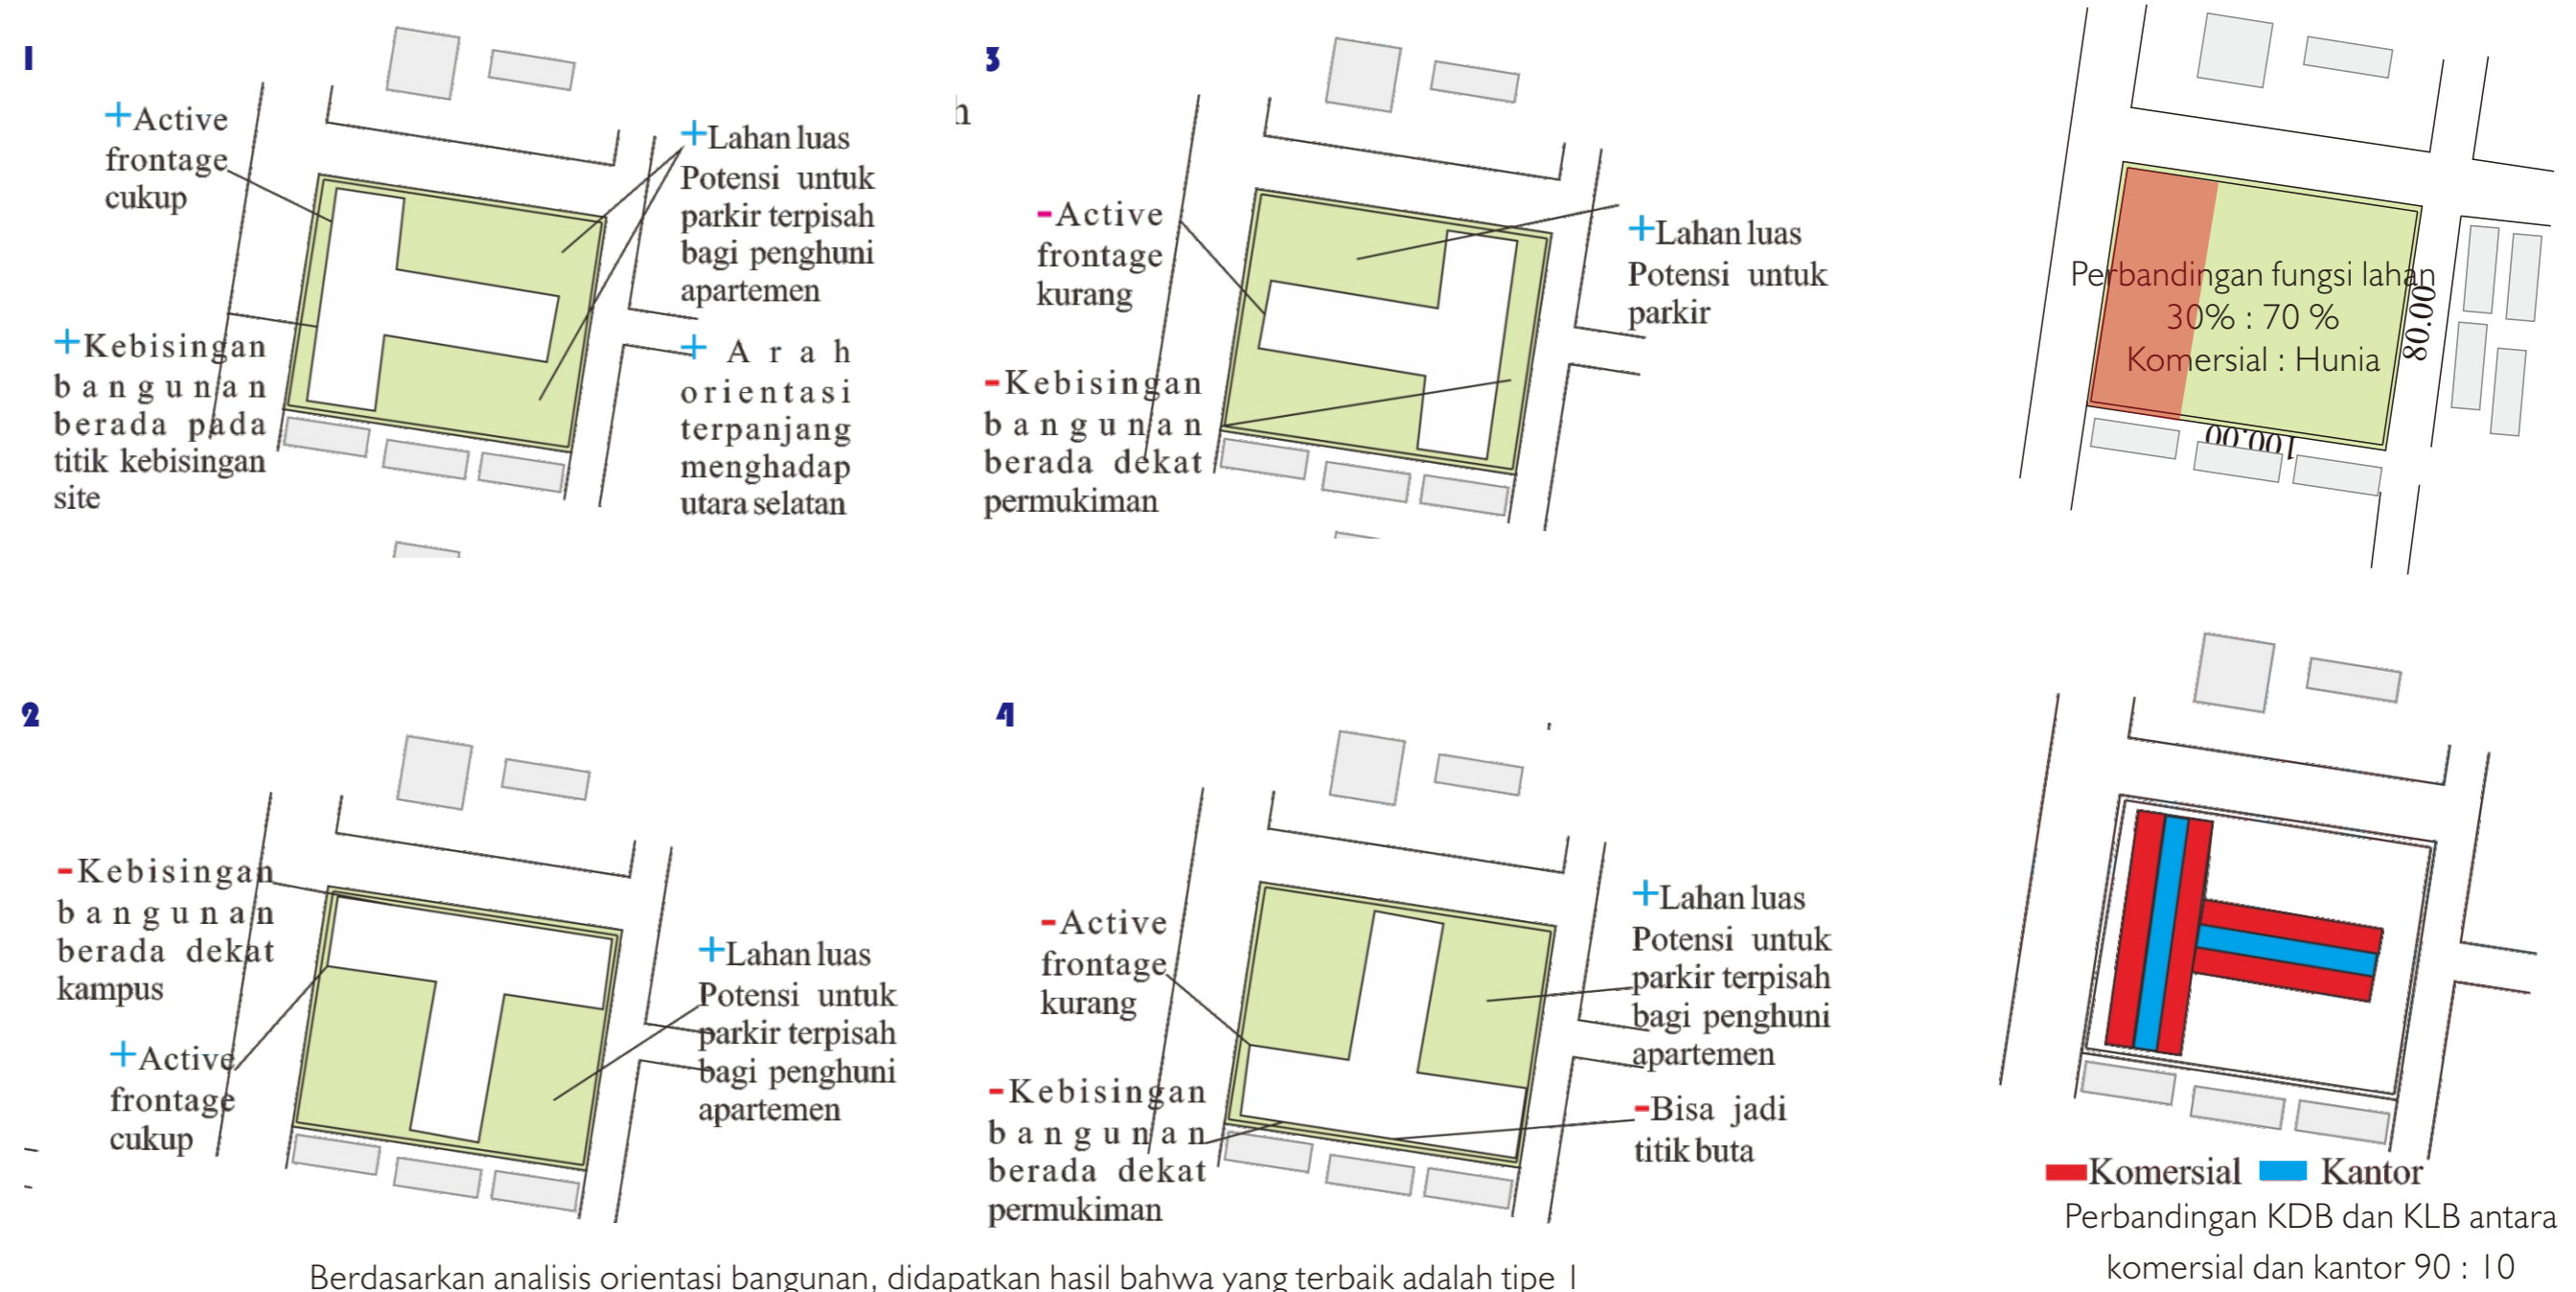 1
+Active
frontage
cukup
+Kebisingan
bangunan
berada pada
titik kebisingan
site
+Lahan luas
Potensi untuk
parkir terpisah
bagi penghuni
apartemen
+ Arah
orientasi
terpanjang
menghadap
utara selatan
2
-Kebisingan
bangunan
berada dekat
kampus
+Active
frontage
cukup
+Lahan luas
Potensi untuk
parkir terpisah
bagi penghuni
apartemen
h
3
-Active
frontage
kurang
-Kebisingan
bangunan
berada dekat
permukiman
+Lahan luas
Potensi untuk
parkir
4
-Active
frontage
kurang
-Kebisingan
bangunan
berada dekat
permukiman
+Lahan luas
Potensi untuk
parkir terpisah
bagi penghuni
apartemen
-Bisa jadi
titik buta
Berdasarkan analisis orientasi bangunan, didapatkan hasil bahwa yang terbaik adalah tipe 1
Perbandingan fungsi lahan
30% : 70 %
Komersial : Hunia
80.00
100.00
Komersial Kantor
Perbandingan KDB dan KLB antara
komersial dan kantor 90 : 10